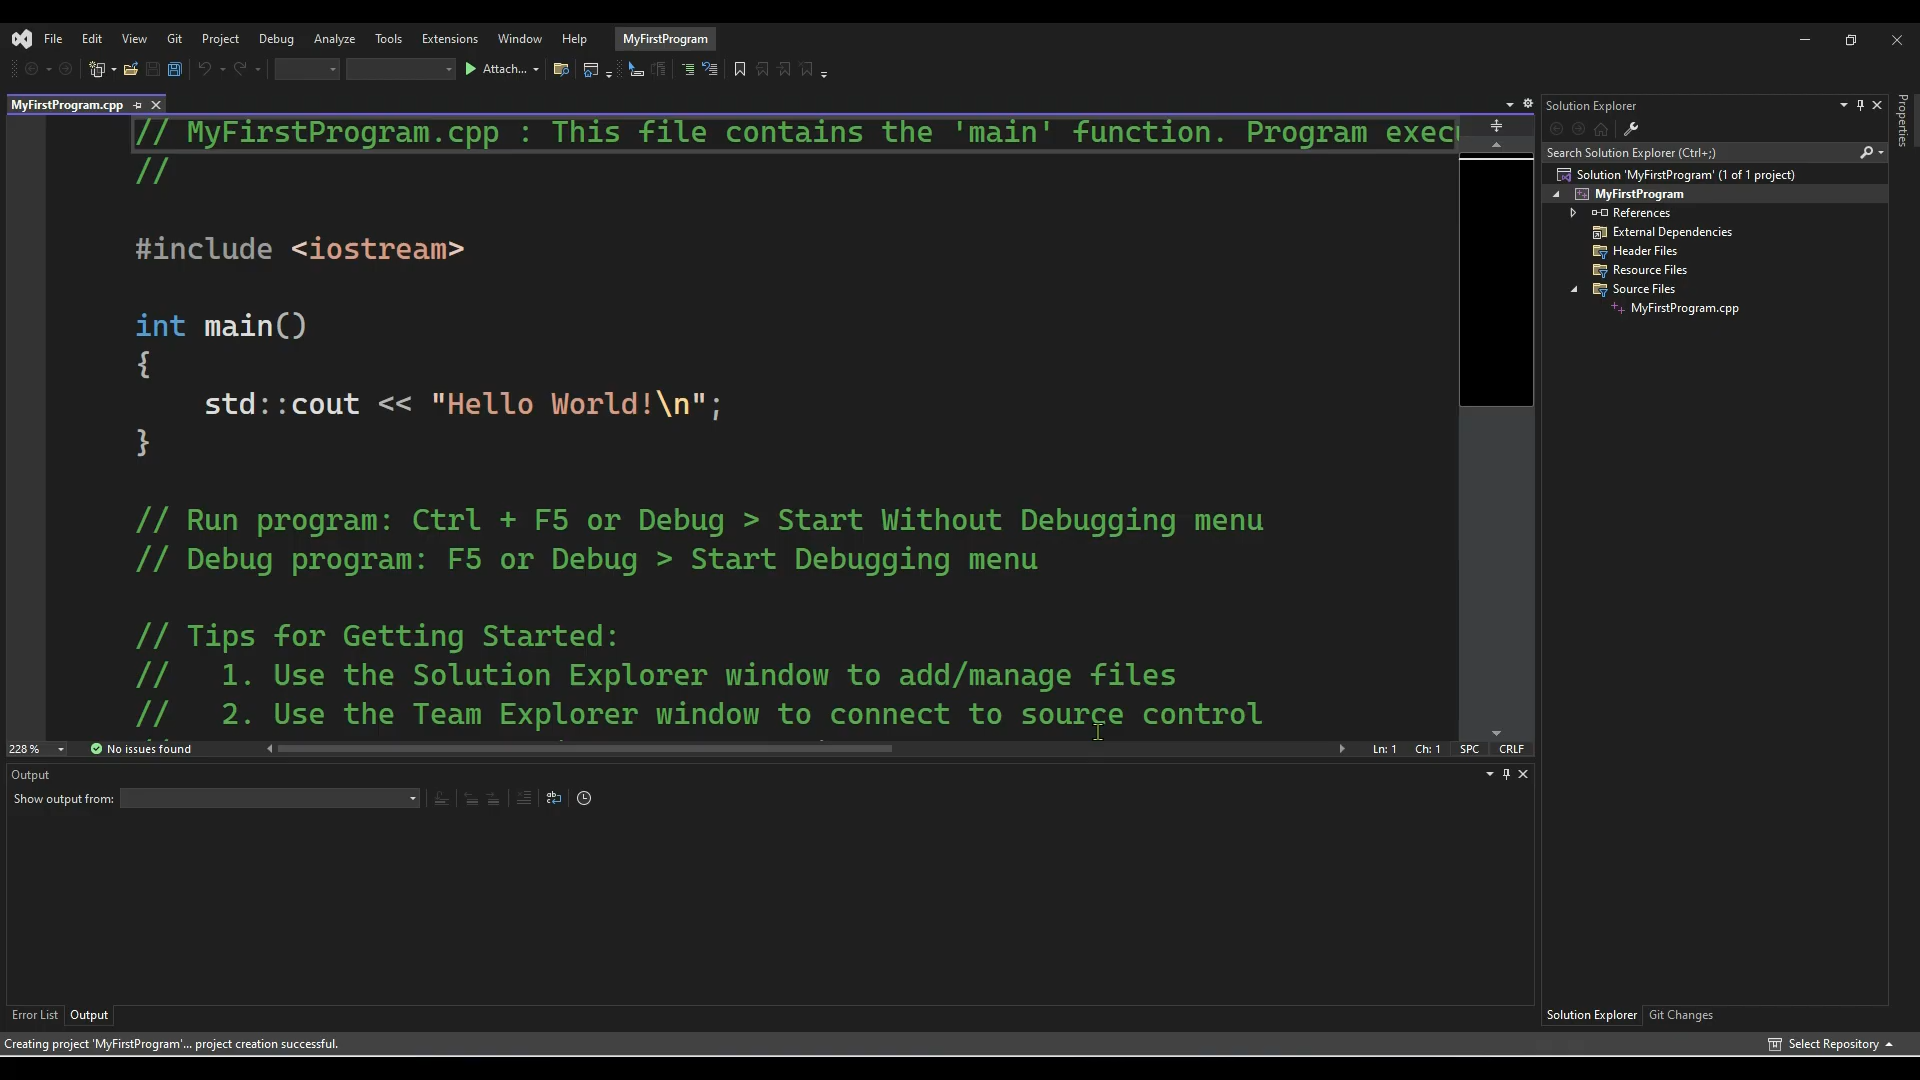 File Edit View Git Project Debug Analyze Tools Extensions Window Help MyFirstProgram
Attach...
MyFirstProgram.cpp
// MyFirstProgram.cpp : This file contains the 'main' function. Program exec
//
#include <iostream>
int main()
{
std::cout << "Hello World!\n";
}
// Run program: Ctrl + F5 or Debug > Start Without Debugging menu
// Debug program: F5 or Debug > Start Debugging menu
// Tips for Getting Started:
//   1. Use the Solution Explorer window to add/manage files
//   2. Use the Team Explorer window to connect to source control
228 % No issues found Ln: 1 Ch: 1 SPC CRLF
Output
Show output from:
Error List Output
Creating project 'MyFirstProgram'... project creation successful.
Solution Explorer
Search Solution Explorer (Ctrl+;)
Solution 'MyFirstProgram' (1 of 1 project)
MyFirstProgram
References
External Dependencies
Header Files
Resource Files
Source Files
MyFirstProgram.cpp
Solution Explorer Git Changes
Select Repository
Properties